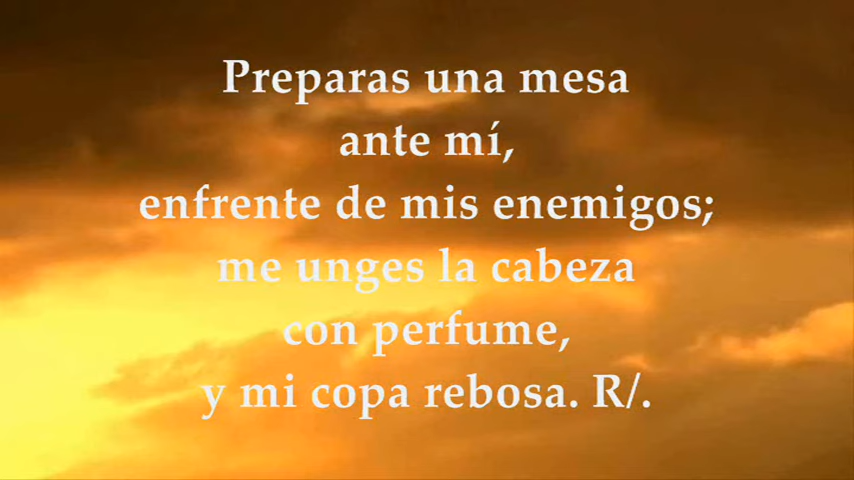 Preparas una mesa
ante mí,
enfrente de mis enemigos;
me unges la cabeza
con perfume,
y mi copa rebosa. R/.